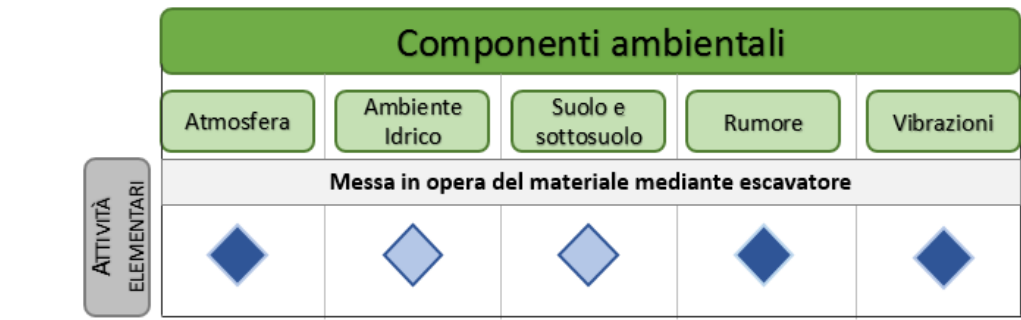 Componenti ambientali
Atmosfera
Ambiente
Idrico
Suolo e
sottosuolo
Rumore
Vibrazioni
Messa in opera del materiale mediante escavatore
ATTIVITÀ
ELEMENTARI